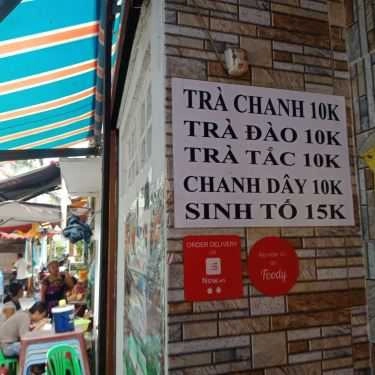 TRÀ CHANH 10K
TRÀ ĐÀO 10K
TRÀ TẮC 10K
CHANH DÂY 10K
SINH TỐ 15K
ORDER DELIVERY
Now.vn
Foody